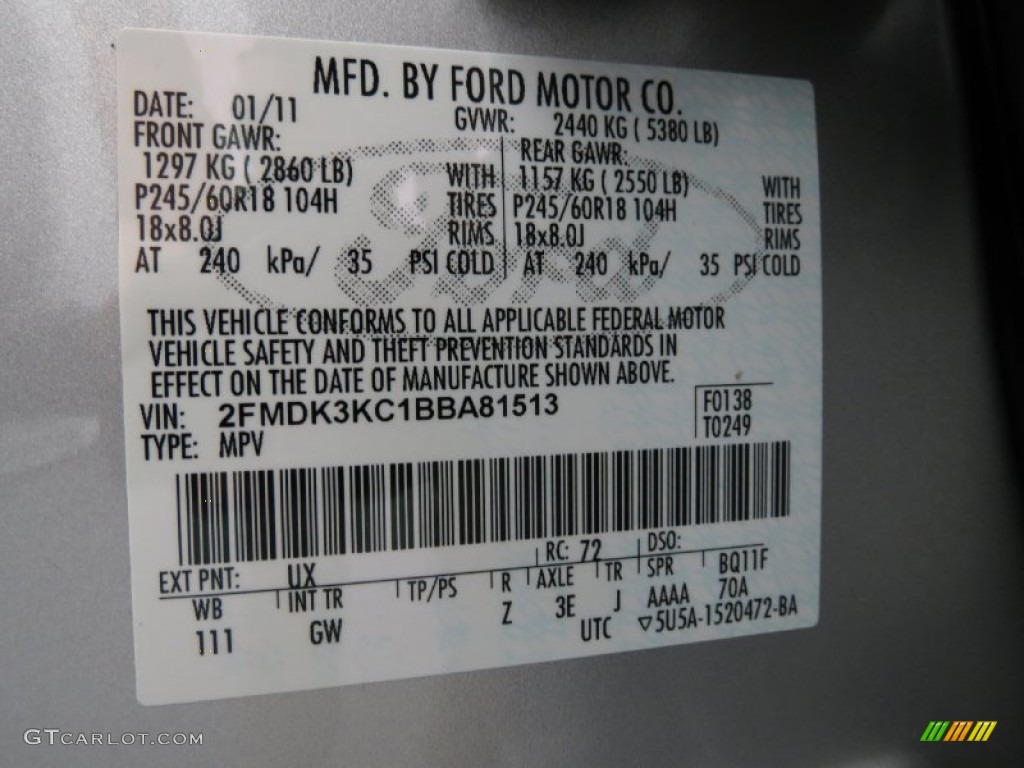 MFD. BY FORD MOTOR CO.
DATE: 01/11 GVWR: 2440 KG ( 5380 LB)
FRONT GAWR: REAR GAWR:
1297 KG ( 2860 LB) WITH 1157 KG ( 2550 LB) WITH
P245/60R18 104H TIRES P245/60R18 104H TIRES
18x8.0J RIMS 18x8.0J RIMS
AT 240 kPa/ 35 PSI COLD AT 240 kPa/ 35 PSI COLD
Ford
THIS VEHICLE CONFORMS TO ALL APPLICABLE FEDERAL MOTOR
VEHICLE SAFETY AND THEFT PREVENTION STANDARDS IN
EFFECT ON THE DATE OF MANUFACTURE SHOWN ABOVE.
VIN: 2FMDK3KC1BBA81513 F0138
TYPE: MPV T0249
EXT PNT: UX RC: 72 DSO:
WB INT TR TP/PS R AXLE TR SPR BQ11F
111 GW Z 3E J AAAA 70A
UTC ▽5U5A-1520472-BA
GTCARLOT.COM